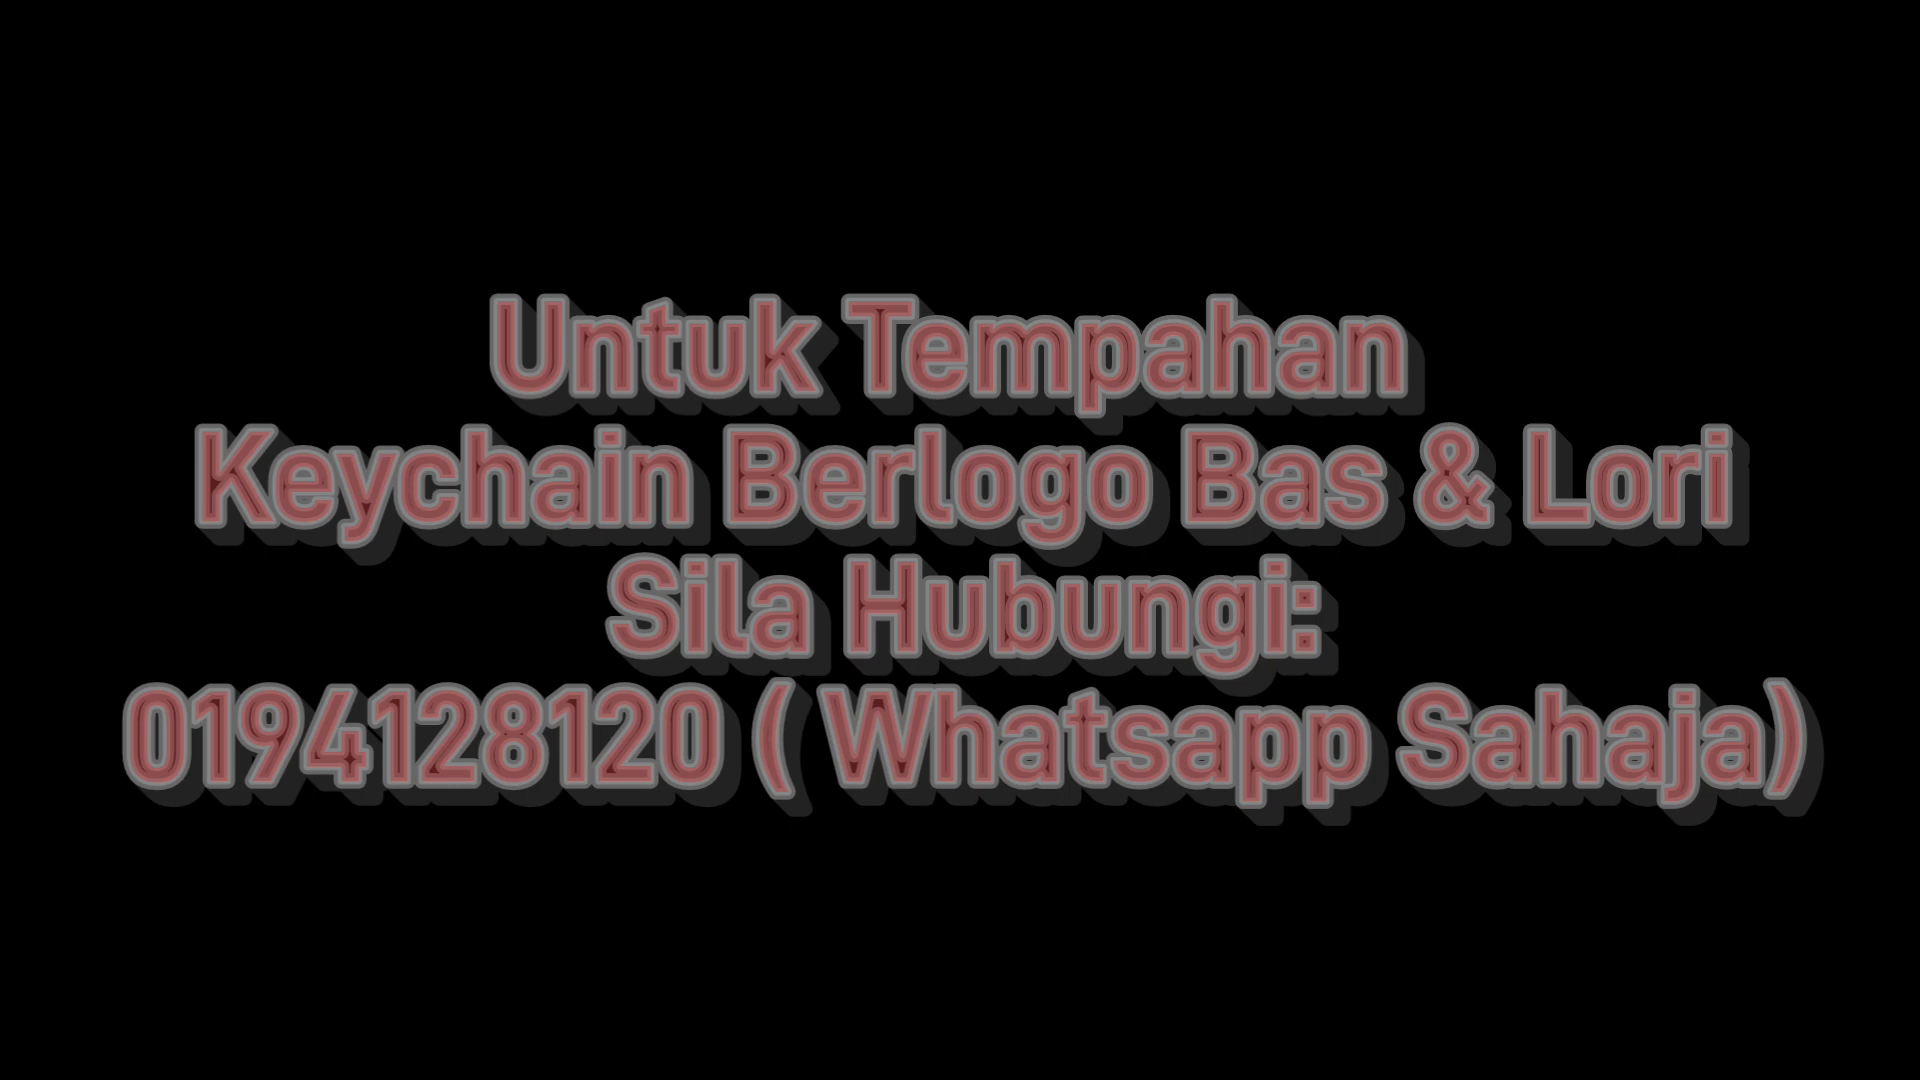 Untuk Tempahan
Keychain Berlogo Bas & Lori
Sila Hubungi:
0194128120 ( Whatsapp Sahaja)